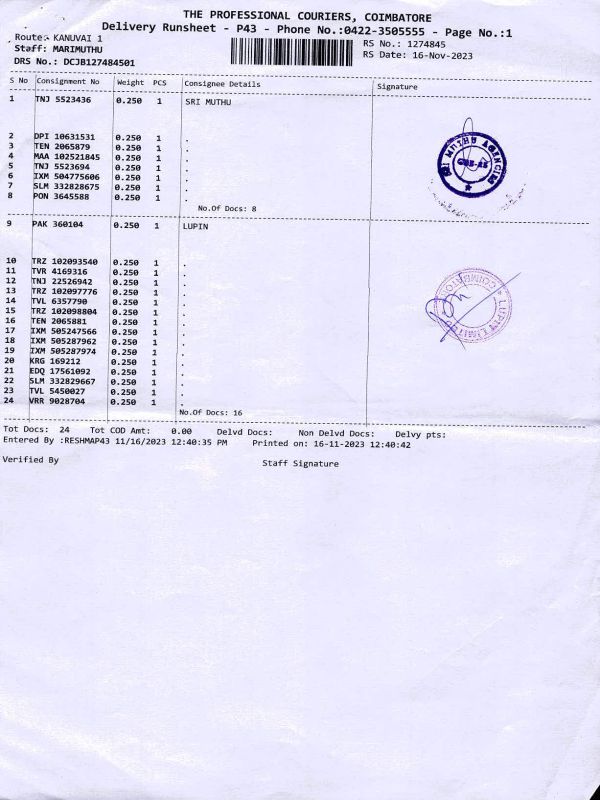 THE PROFESSIONAL COURIERS, COIMBATORE
Delivery Runsheet - P43 - Phone No.:0422-3505555 - Page No.:1
Route: KANUVAI 1
RS No.: 1274845
Staff: MARIMUTHU
RS Date: 16-Nov-2023
DRS No.: DCJB127484501
S No Consignment No Weight PCS Consignee Details Signature
1 TNJ 5523436 0.250 1 SRI MUTHU
2 DPI 10631531 0.250 1 .
3 TEN 2065879 0.250 1 .
4 MAA 102521845 0.250 1 .
5 TNJ 5523694 0.250 1 .
6 IXM 504775606 0.250 1 .
7 SLM 332828675 0.250 1 .
8 PON 3645588 0.250 1 .
No.Of Docs: 8
SRI MUTHU AGENCIES
9 PAK 360104 0.250 1 LUPIN
10 TRZ 102093540 0.250 1 .
11 TVR 4169316 0.250 1 .
12 TNJ 22526942 0.250 1 .
13 TRZ 102097776 0.250 1 .
14 TVL 6357790 0.250 1 .
15 TRZ 102098804 0.250 1 .
16 TEN 2065881 0.250 1 .
17 IXM 505247566 0.250 1 .
18 IXM 505287962 0.250 1 .
19 IXM 505287974 0.250 1 .
20 KRG 169212 0.250 1 .
21 EDQ 17561092 0.250 1 .
22 SLM 332829667 0.250 1 .
23 TVL 5450027 0.250 1 .
24 VRR 9028704 0.250 1 .
No.Of Docs: 16
LUPIN LIMITED
COIMBATORE
Tot Docs: 24 Tot COD Amt: 0.00 Delvd Docs: Non Delvd Docs: Delvy pts:
Entered By :RESHMAP43 11/16/2023 12:40:35 PM Printed on: 16-11-2023 12:40:42
Verified By Staff Signature